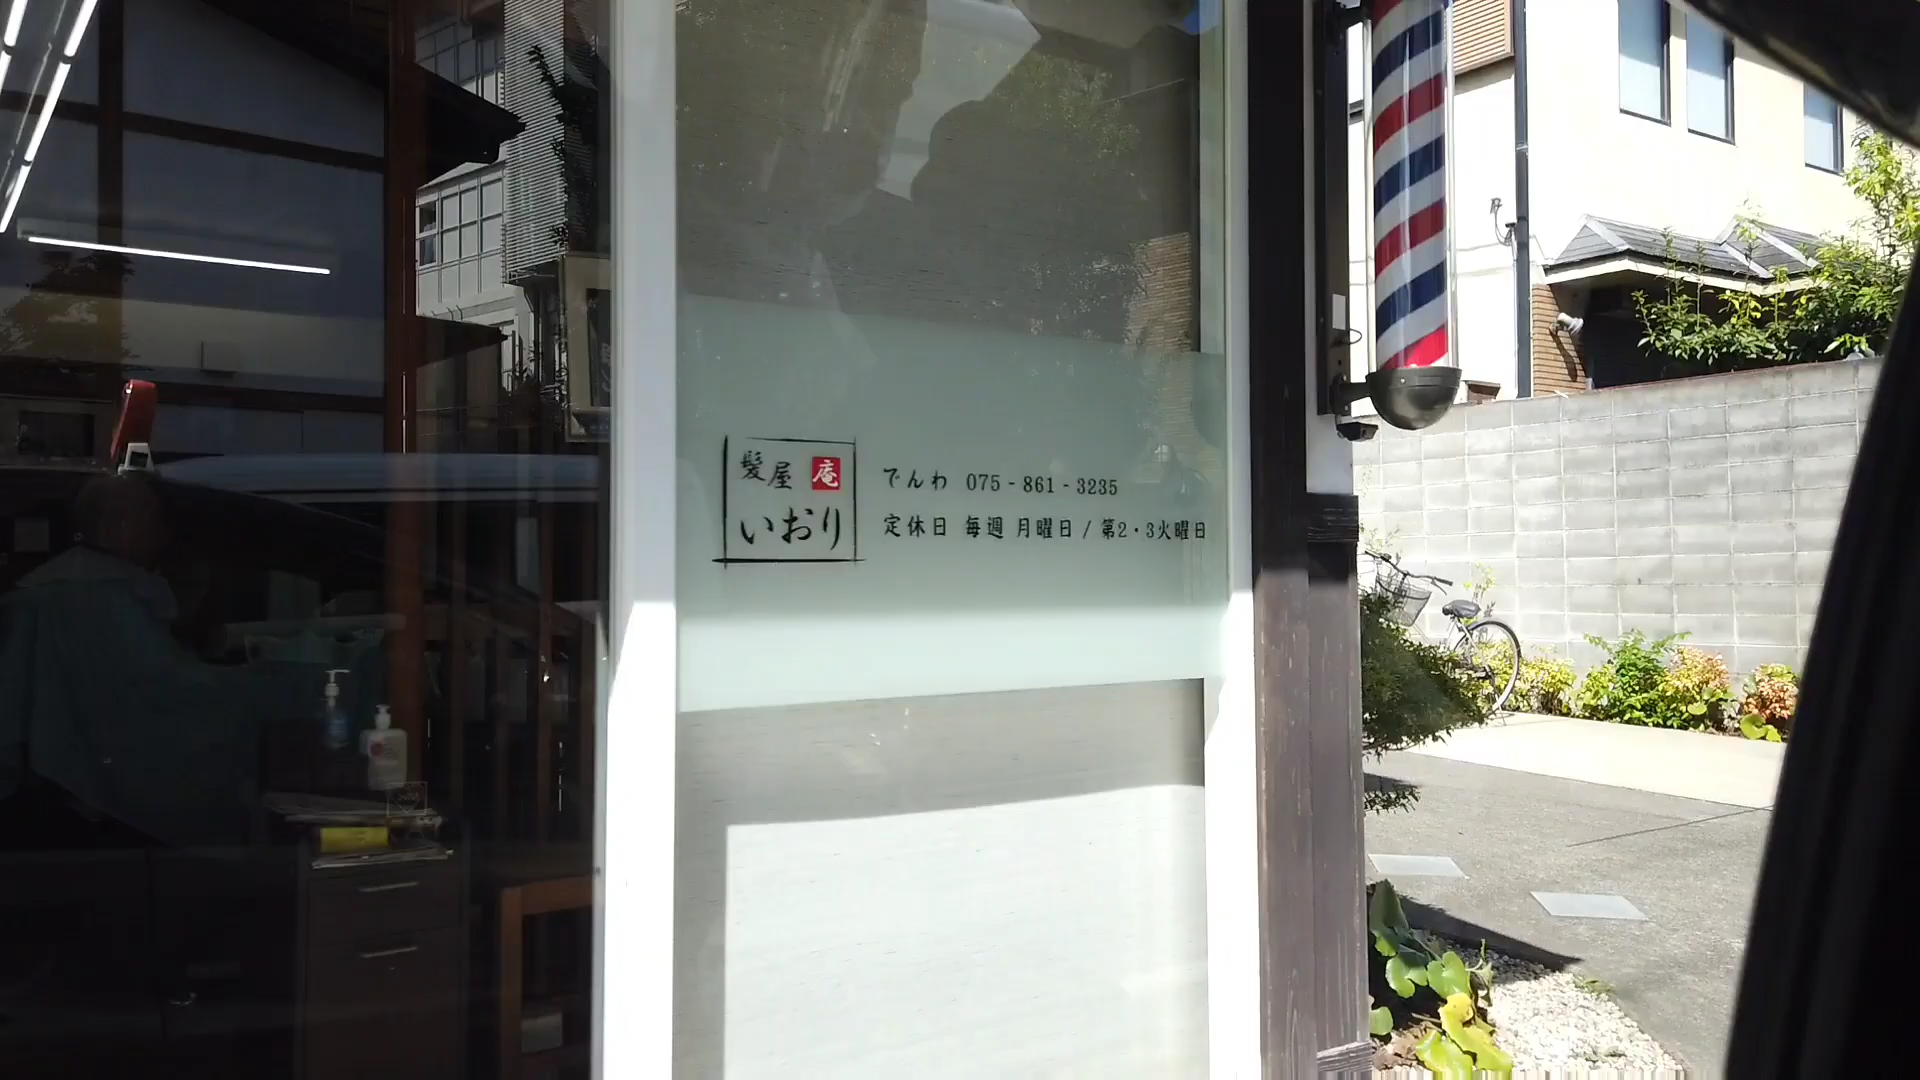 髪屋 庵
いおり
でんわ 075-861-3235
定休日 毎週 月曜日 / 第2・3火曜日